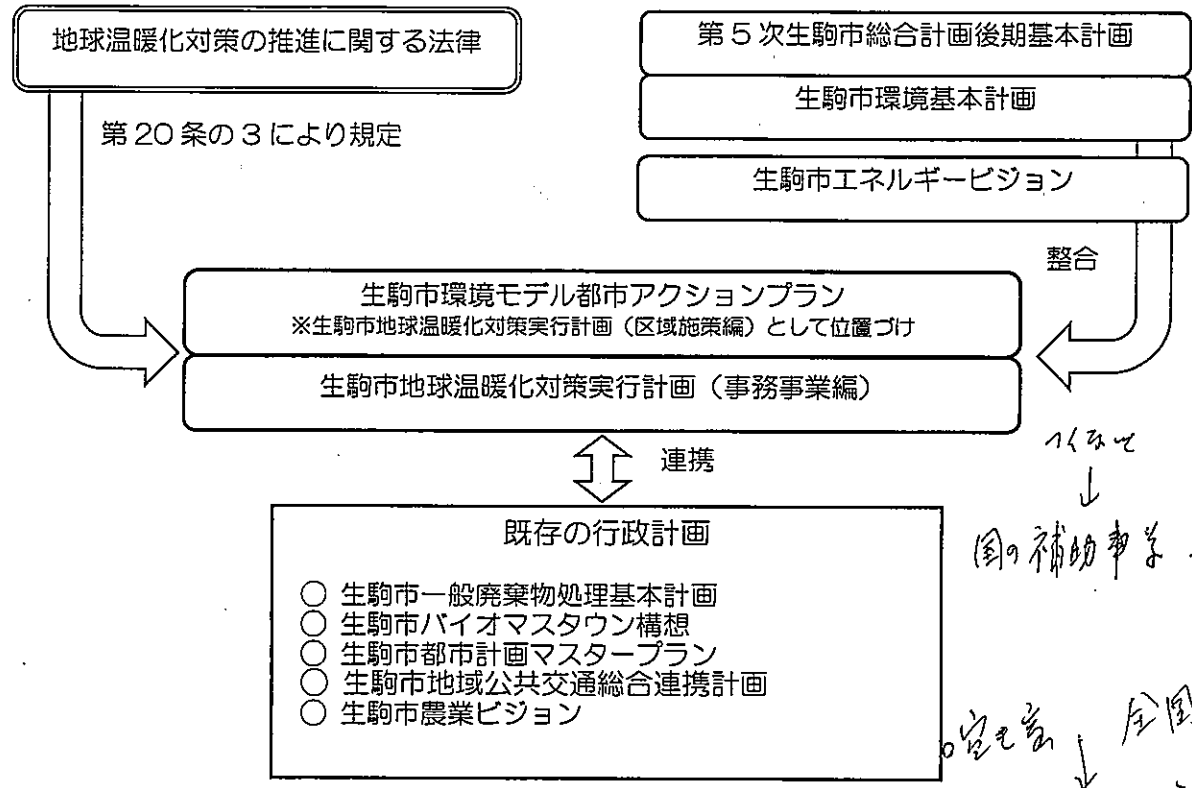 地球温暖化対策の推進に関する法律
第5次生駒市総合計画後期基本計画
生駒市環境基本計画
第20条の3により規定
生駒市エネルギービジョン
整合
生駒市環境モデル都市アクションプラン
※生駒市地球温暖化対策実行計画（区域施策編）として位置づけ
生駒市地球温暖化対策実行計画（事務事業編）
連携
↓
国の補助事業
既存の行政計画
○ 生駒市一般廃棄物処理基本計画
○ 生駒市バイオマスタウン構想
○ 生駒市都市計画マスタープラン
○ 生駒市地域公共交通総合連携計画
○ 生駒市農業ビジョン
全国